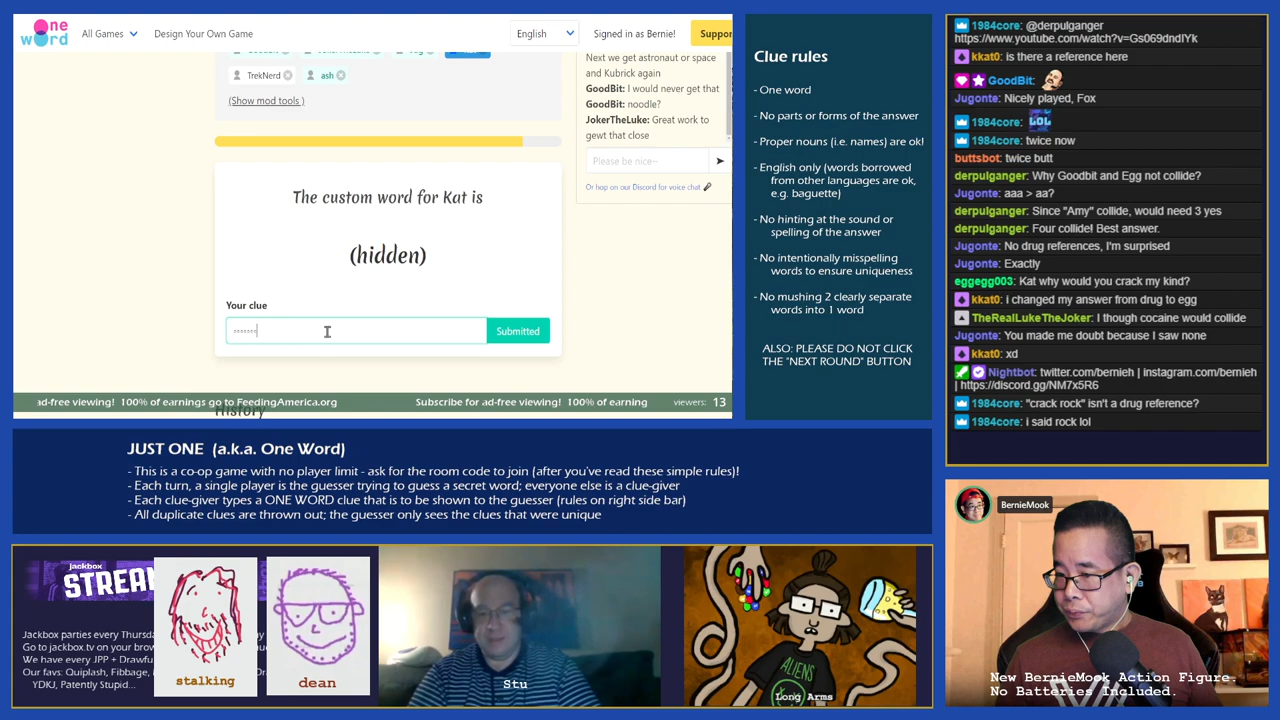 One
word
All Games
Design Your Own Game
English
Signed in as Bernie!
Suppor
TrekNerd
ash
(Show mod tools )
The custom word for Kat is
(hidden)
Your clue
Submitted
History
Next we get astronaut or space
and Kubrick again
GoodBit: I would never get that
GoodBit: noodle?
JokerTheLuke: Great work to
gewt that close
Please be nice~
Or hop on our Discord for voice chat
ad-free viewing! 100% of earnings go to FeedingAmerica.org
Subscribe for ad-free viewing! 100% of earning
viewers: 13
Clue rules
- One word
- No parts or forms of the answer
- Proper nouns (i.e. names) are ok!
- English only (words borrowed
from other languages are ok,
e.g. baguette)
- No hinting at the sound or
spelling of the answer
- No intentionally misspelling
words to ensure uniqueness
- No mushing 2 clearly separate
words into 1 word
ALSO: PLEASE DO NOT CLICK
THE "NEXT ROUND" BUTTON
1984core: @derpulganger
https://www.youtube.com/watch?v=Gs069dndIYk
kkat0: is there a reference here
GoodBit:
Jugonte: Nicely played, Fox
1984core: LOL
1984core: twice now
buttsbot: twice butt
derpulganger: Why Goodbit and Egg not collide?
Jugonte: aaa > aa?
derpulganger: Since "Amy" collide, would need 3 yes
derpulganger: Four collide! Best answer.
Jugonte: No drug references, I'm surprised
Jugonte: Exactly
eggegg003: Kat why would you crack my kind?
kkat0: i changed my answer from drug to egg
TheRealLukeTheJoker: I though cocaine would collide
Jugonte: You made me doubt because I saw none
kkat0: xd
Nightbot: twitter.com/bernieh | instagram.com/bernieh
| https://discord.gg/NM7x5R6
1984core: "crack rock" isn't a drug reference?
1984core: i said rock lol
JUST ONE (a.k.a. One Word)
- This is a co-op game with no player limit - ask for the room code to join (after you've read these simple rules)!
- Each turn, a single player is the guesser trying to guess a secret word; everyone else is a clue-giver
- Each clue-giver types a ONE WORD clue that is to be shown to the guesser (rules on right side bar)
- All duplicate clues are thrown out; the guesser only sees the clues that were unique
jackbox
STREA
Jackbox parties every Thursda
Go to jackbox.tv on your brow
We have every JPP + Drawfu
Our favs: Quiplash, Fibbage,
YDKJ, Patently Stupid...
stalking
dean
Stu
ALIENS
Long Arms
BernieMook
New BernieMook Action Figure.
No Batteries Included.